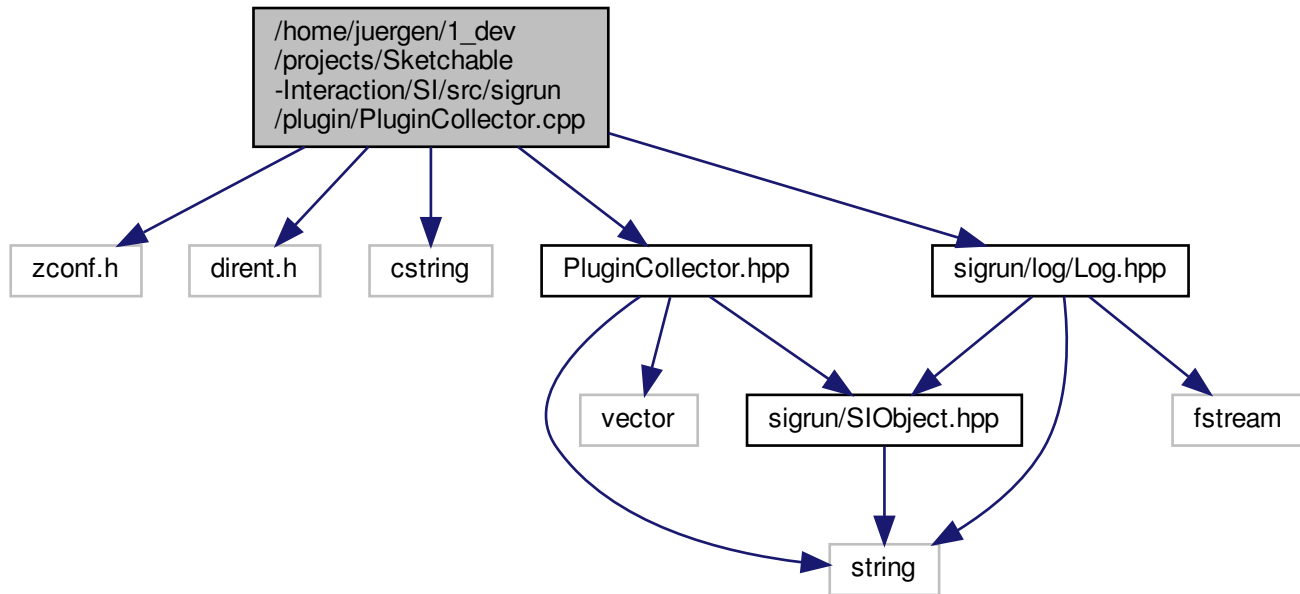 /home/juergen/1_dev
/projects/Sketchable
-Interaction/SI/src/sigrun
/plugin/PluginCollector.cpp
zconf.h
dirent.h
cstring
PluginCollector.hpp
sigrun/log/Log.hpp
vector
sigrun/SIObject.hpp
fstream
string